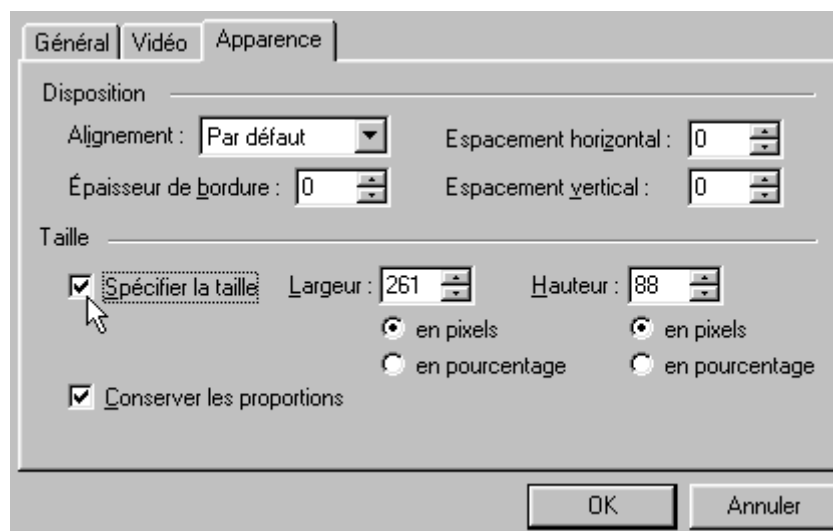 Général Vidéo Apparence
Disposition
Alignement : Par défaut Espacement horizontal : 0
Épaisseur de bordure : 0 Espacement vertical : 0
Taille
Spécifier la taille Largeur : 261 Hauteur : 88
en pixels en pixels
en pourcentage en pourcentage
Conserver les proportions
OK Annuler